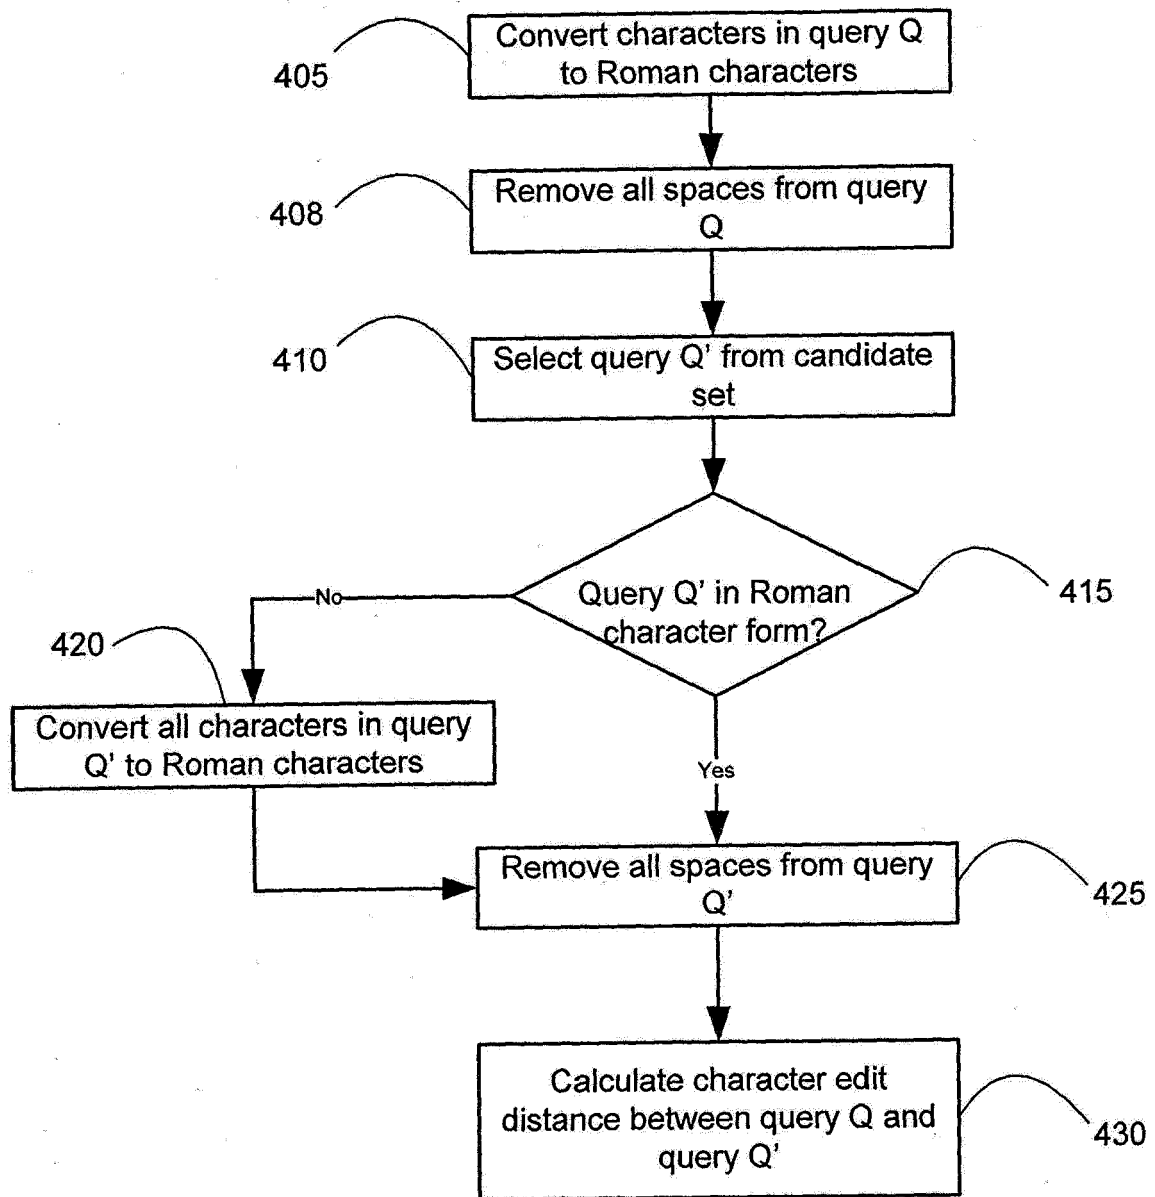 Convert characters in query Q
to Roman characters
405
Remove all spaces from query
Q
408
Select query Q' from candidate
set
410
Query Q' in Roman
character form?
415
No
420
Convert all characters in query
Q' to Roman characters
Yes
Remove all spaces from query
Q'
425
Calculate character edit
distance between query Q and
query Q'
430